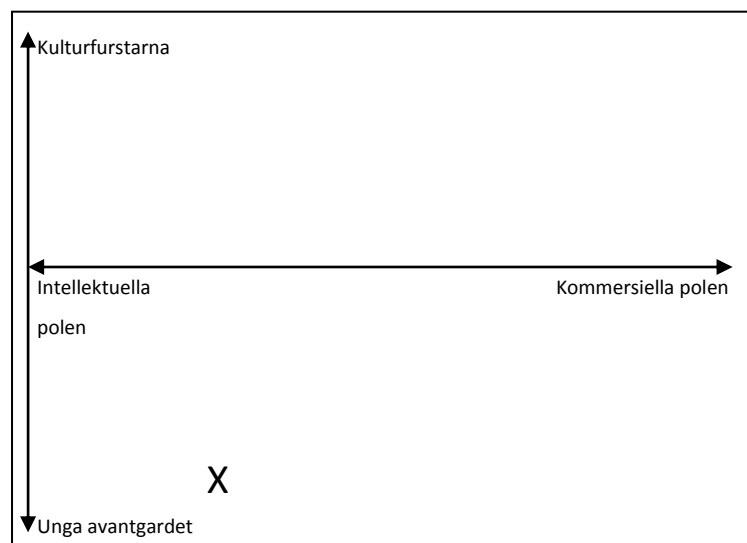 Kulturfurstarna
Intellektuella
Kommersiella polen
polen
X
Unga avantgardet